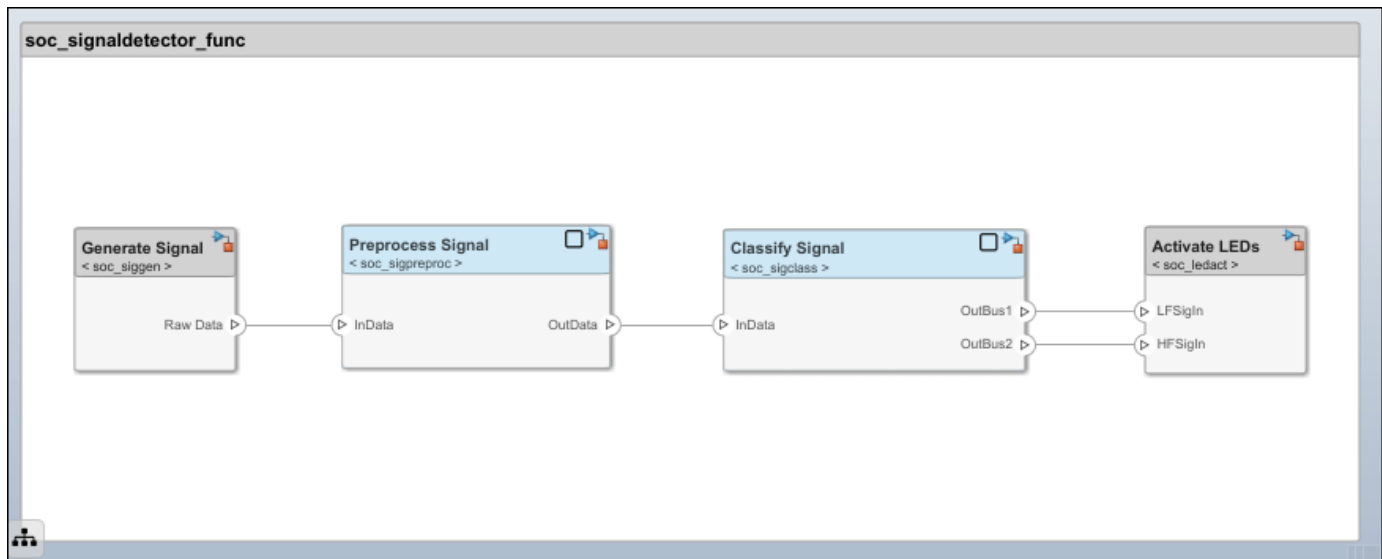 soc_signaldetector_func
Generate Signal
< soc_siggen >
Raw Data
Preprocess Signal
< soc_sigpreproc >
InData
OutData
Classify Signal
< soc_sigclass >
InData
OutBus1
OutBus2
Activate LEDs
< soc_ledact >
LFSigIn
HFSigIn